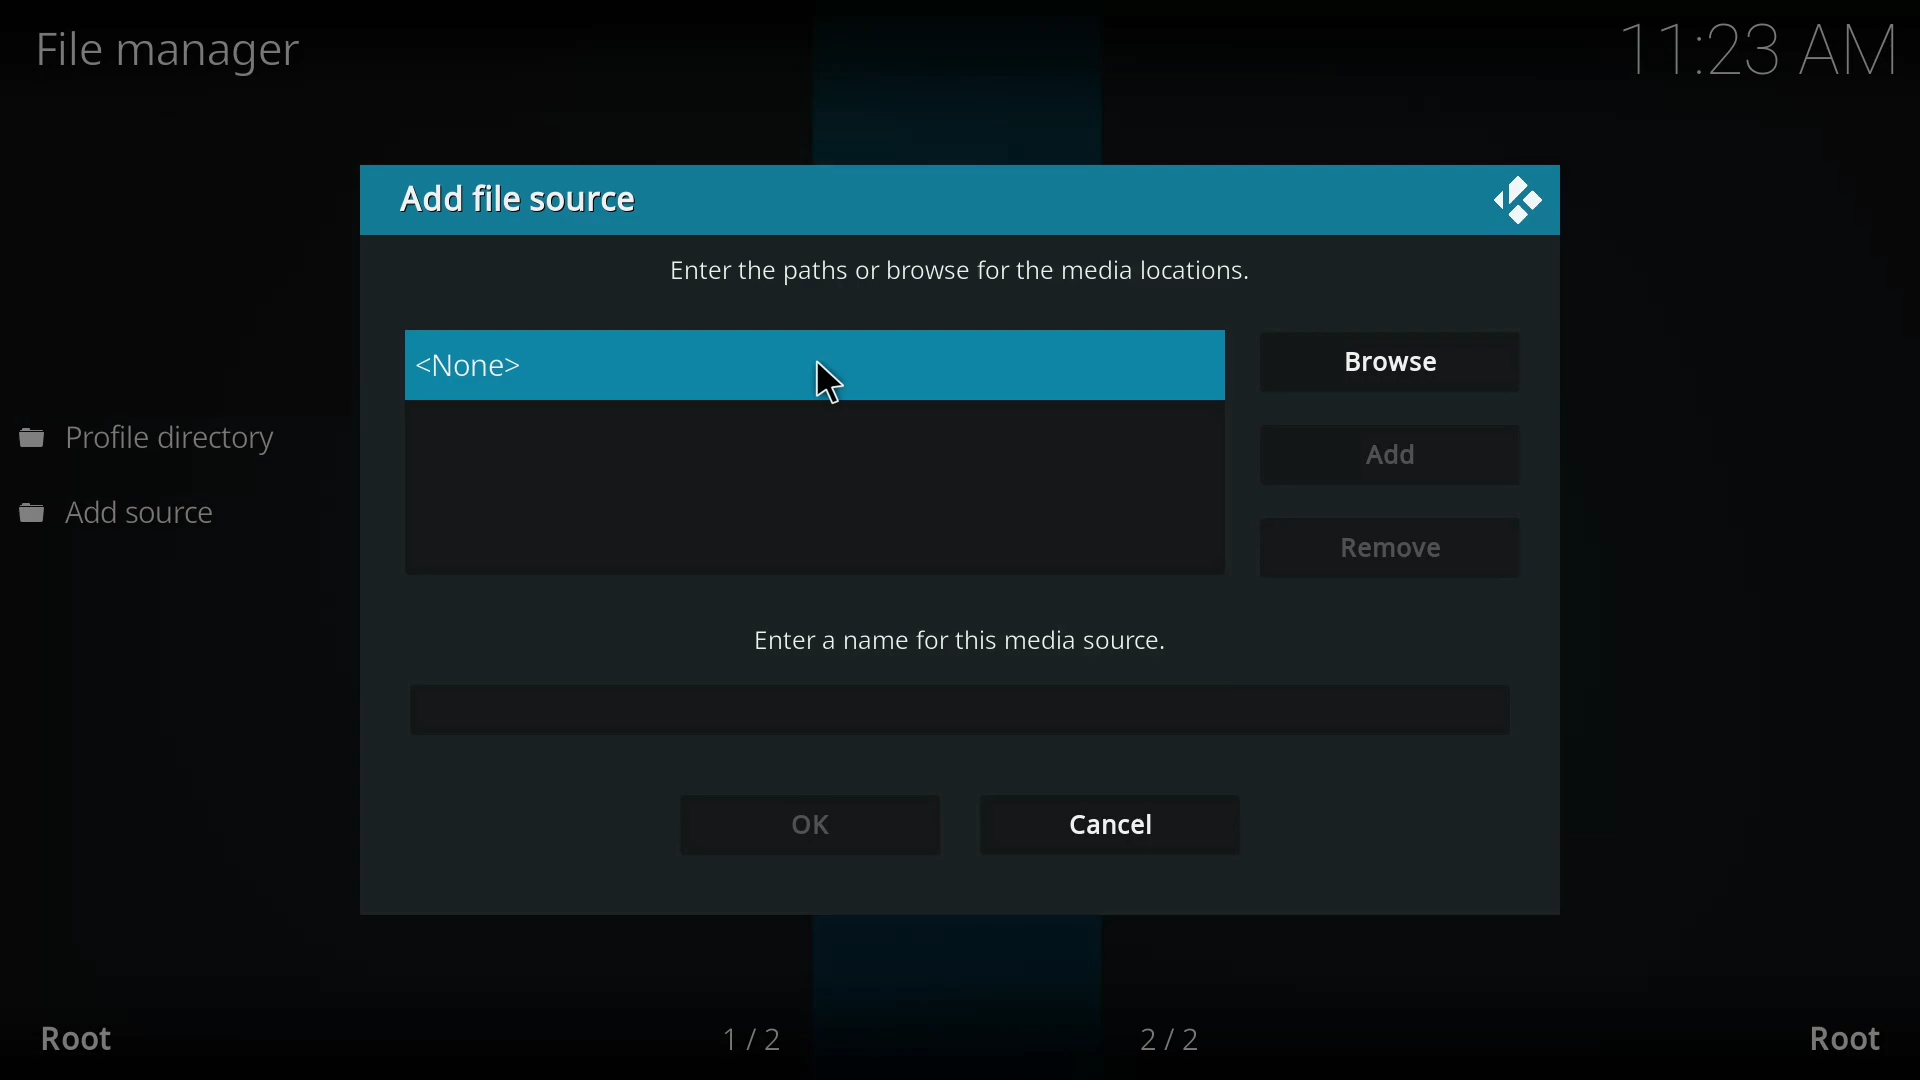 File manager
11:23 AM
Add file source
Enter the paths or browse for the media locations.
<None>
Browse
Add
Remove
Profile directory
Add source
Enter a name for this media source.
OK
Cancel
Root
1 / 2
2 / 2
Root